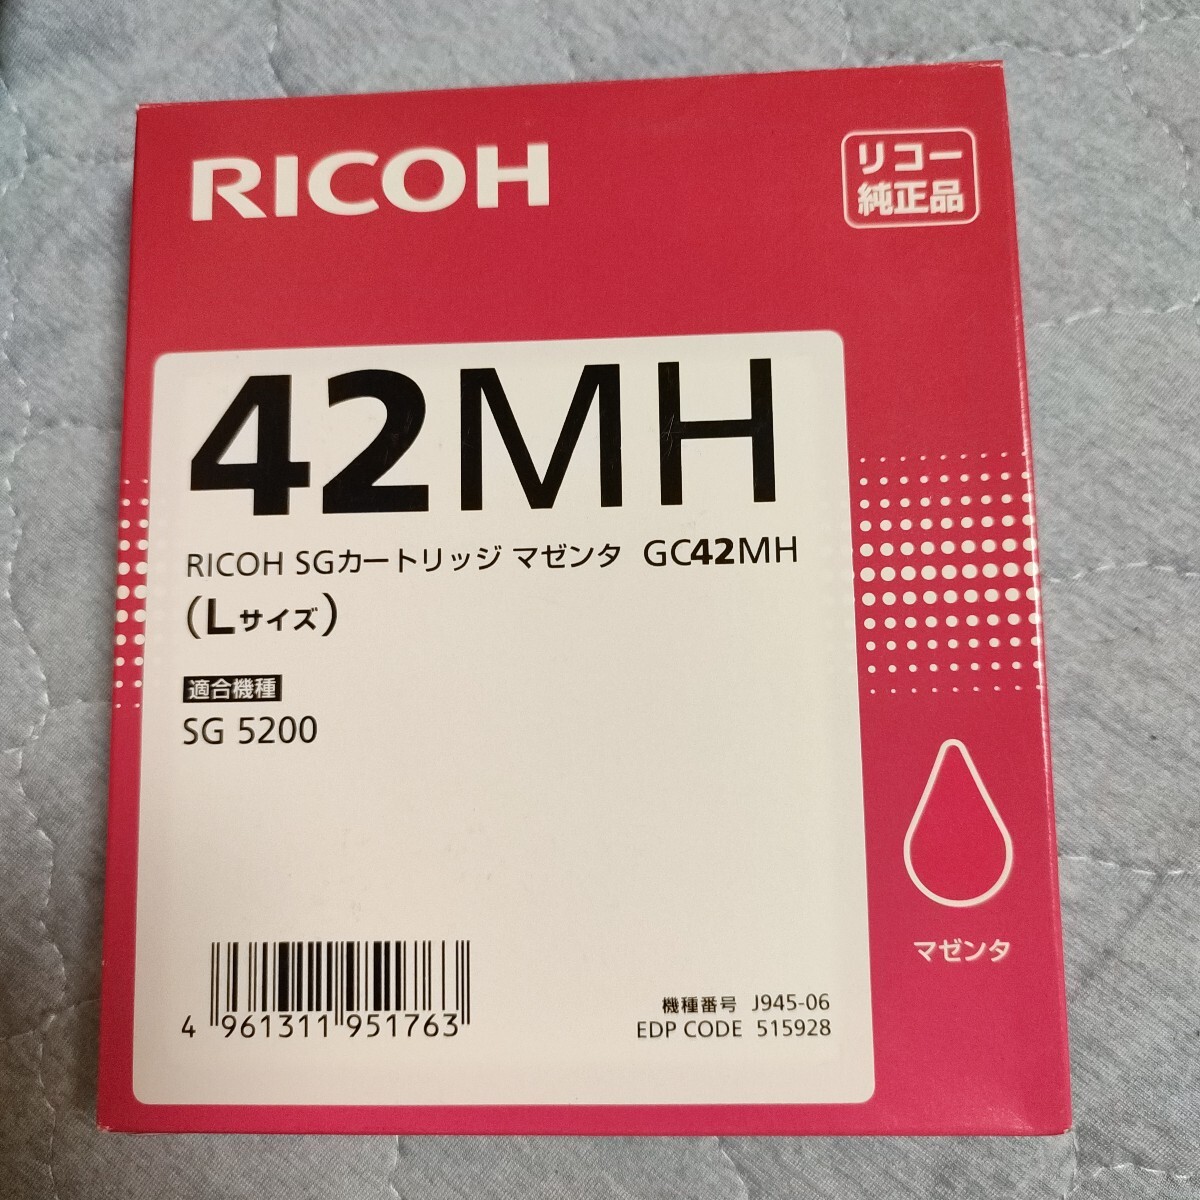 RICOH
リコー
純正品
42MH
RICOH SGカートリッジ マゼンタ GC42MH
(Lサイズ)
適合機種
SG 5200
マゼンタ
4 961311 951763
機種番号 J945-06
EDP CODE 515928